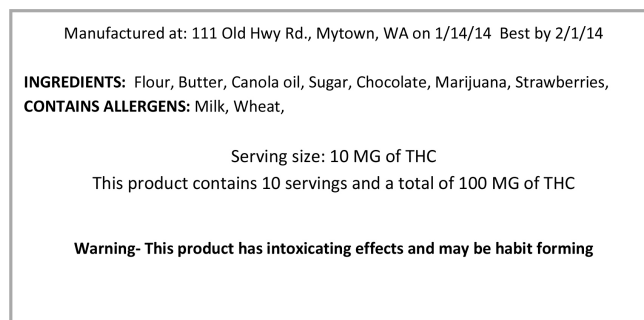 Manufactured at: 111 Old Hwy Rd., Mytown, WA on 1/14/14  Best by 2/1/14
INGREDIENTS:  Flour, Butter, Canola oil, Sugar, Chocolate, Marijuana, Strawberries,
CONTAINS ALLERGENS: Milk, Wheat,
Serving size: 10 MG of THC
This product contains 10 servings and a total of 100 MG of THC
Warning- This product has intoxicating effects and may be habit forming